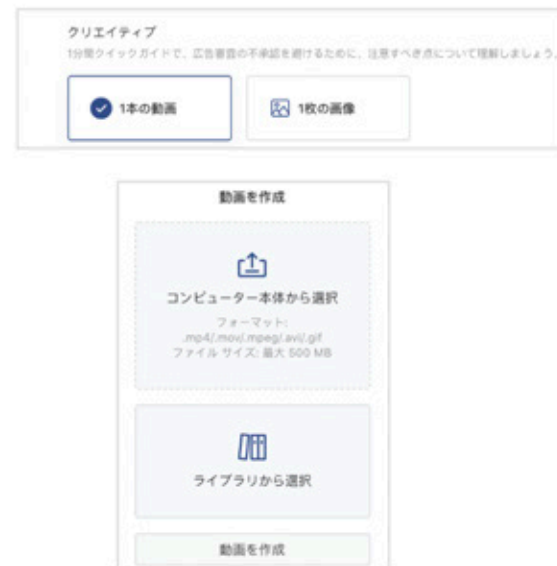 クリエイティブ
1分間クイックガイドで、広告審査の不承認を避けるために、注意すべき点について理解しましょう。
1本の動画
1枚の画像
動画を作成
コンピューター本体から選択
フォーマット:
.mp4/.mov/.mpeg/.avi/.gif
ファイル サイズ: 最大 500 MB
ライブラリから選択
動画を作成